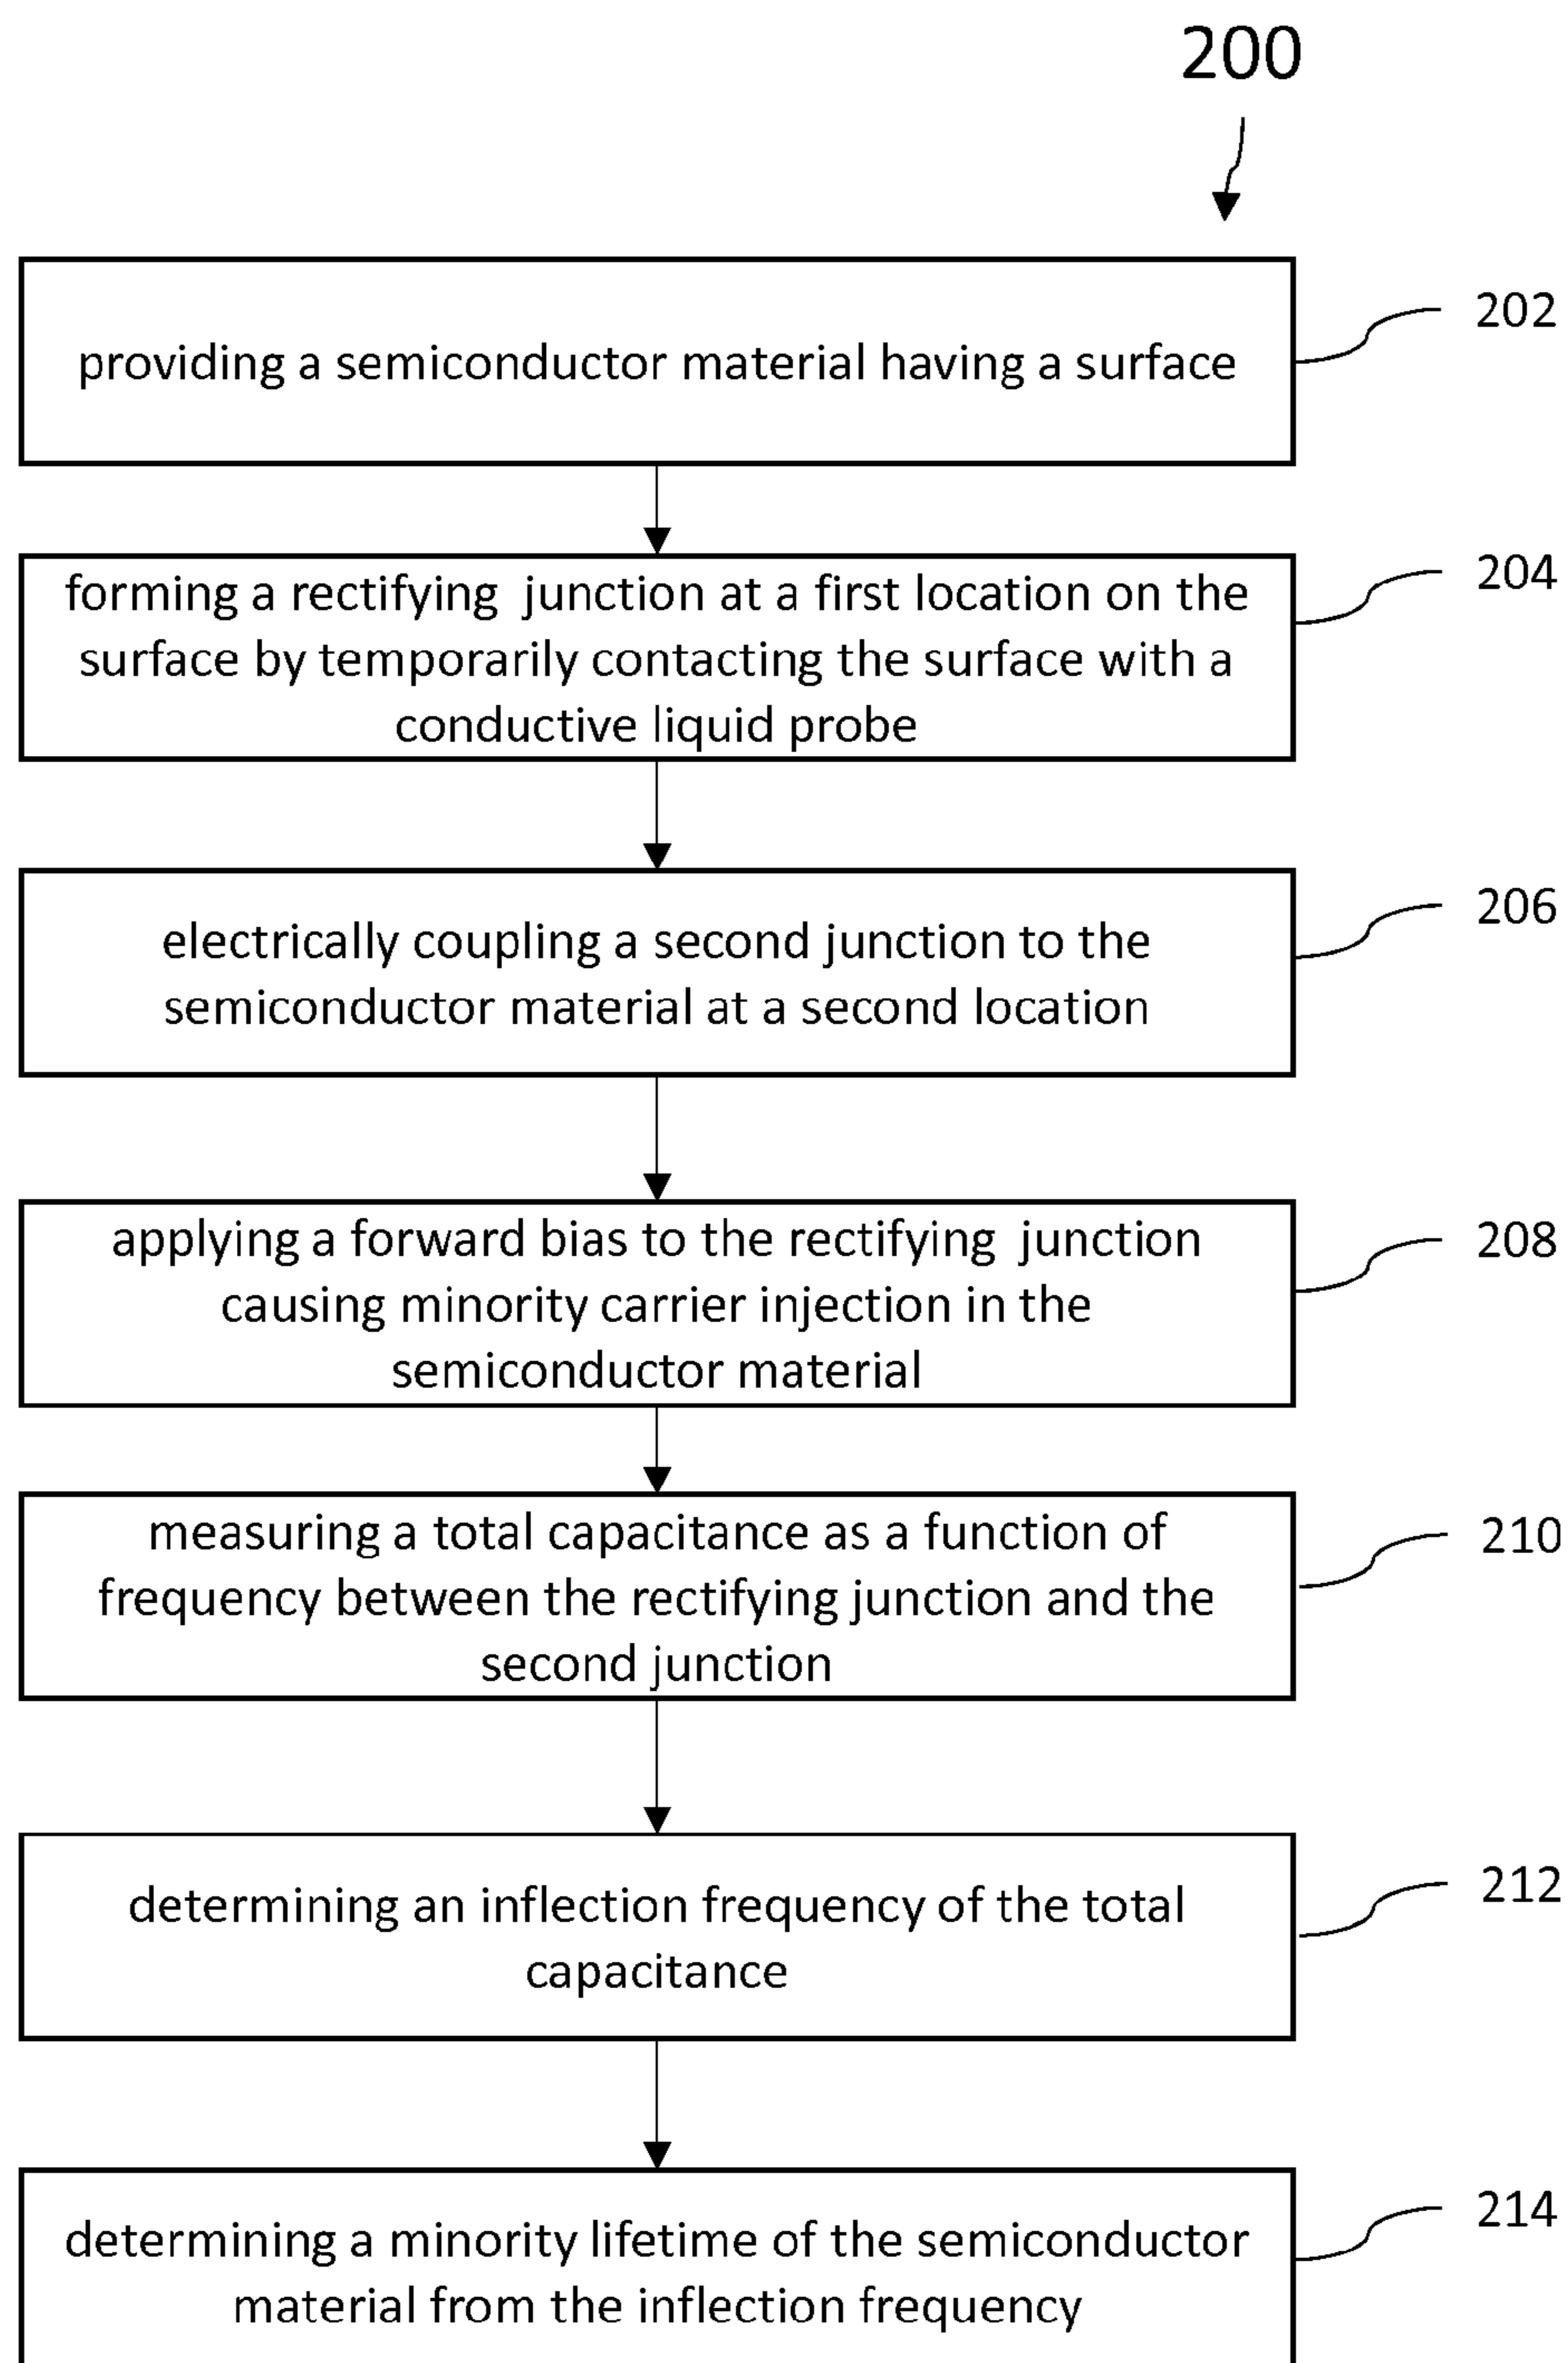 200
providing a semiconductor material having a surface
202
forming a rectifying junction at a first location on the
surface by temporarily contacting the surface with a
conductive liquid probe
204
electrically coupling a second junction to the
semiconductor material at a second location
206
applying a forward bias to the rectifying junction
causing minority carrier injection in the
semiconductor material
208
measuring a total capacitance as a function of
frequency between the rectifying junction and the
second junction
210
determining an inflection frequency of the total
capacitance
212
determining a minority lifetime of the semiconductor
material from the inflection frequency
214